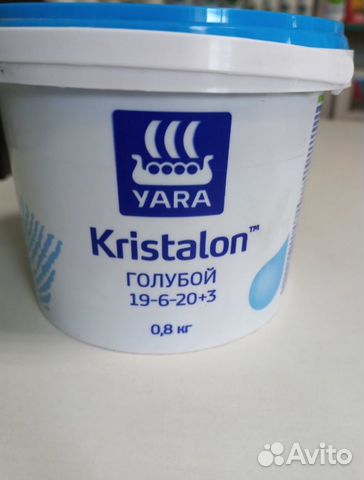 YARA
Kristalon™
ГОЛУБОЙ
19-6-20+3
0,8 кг
Avito